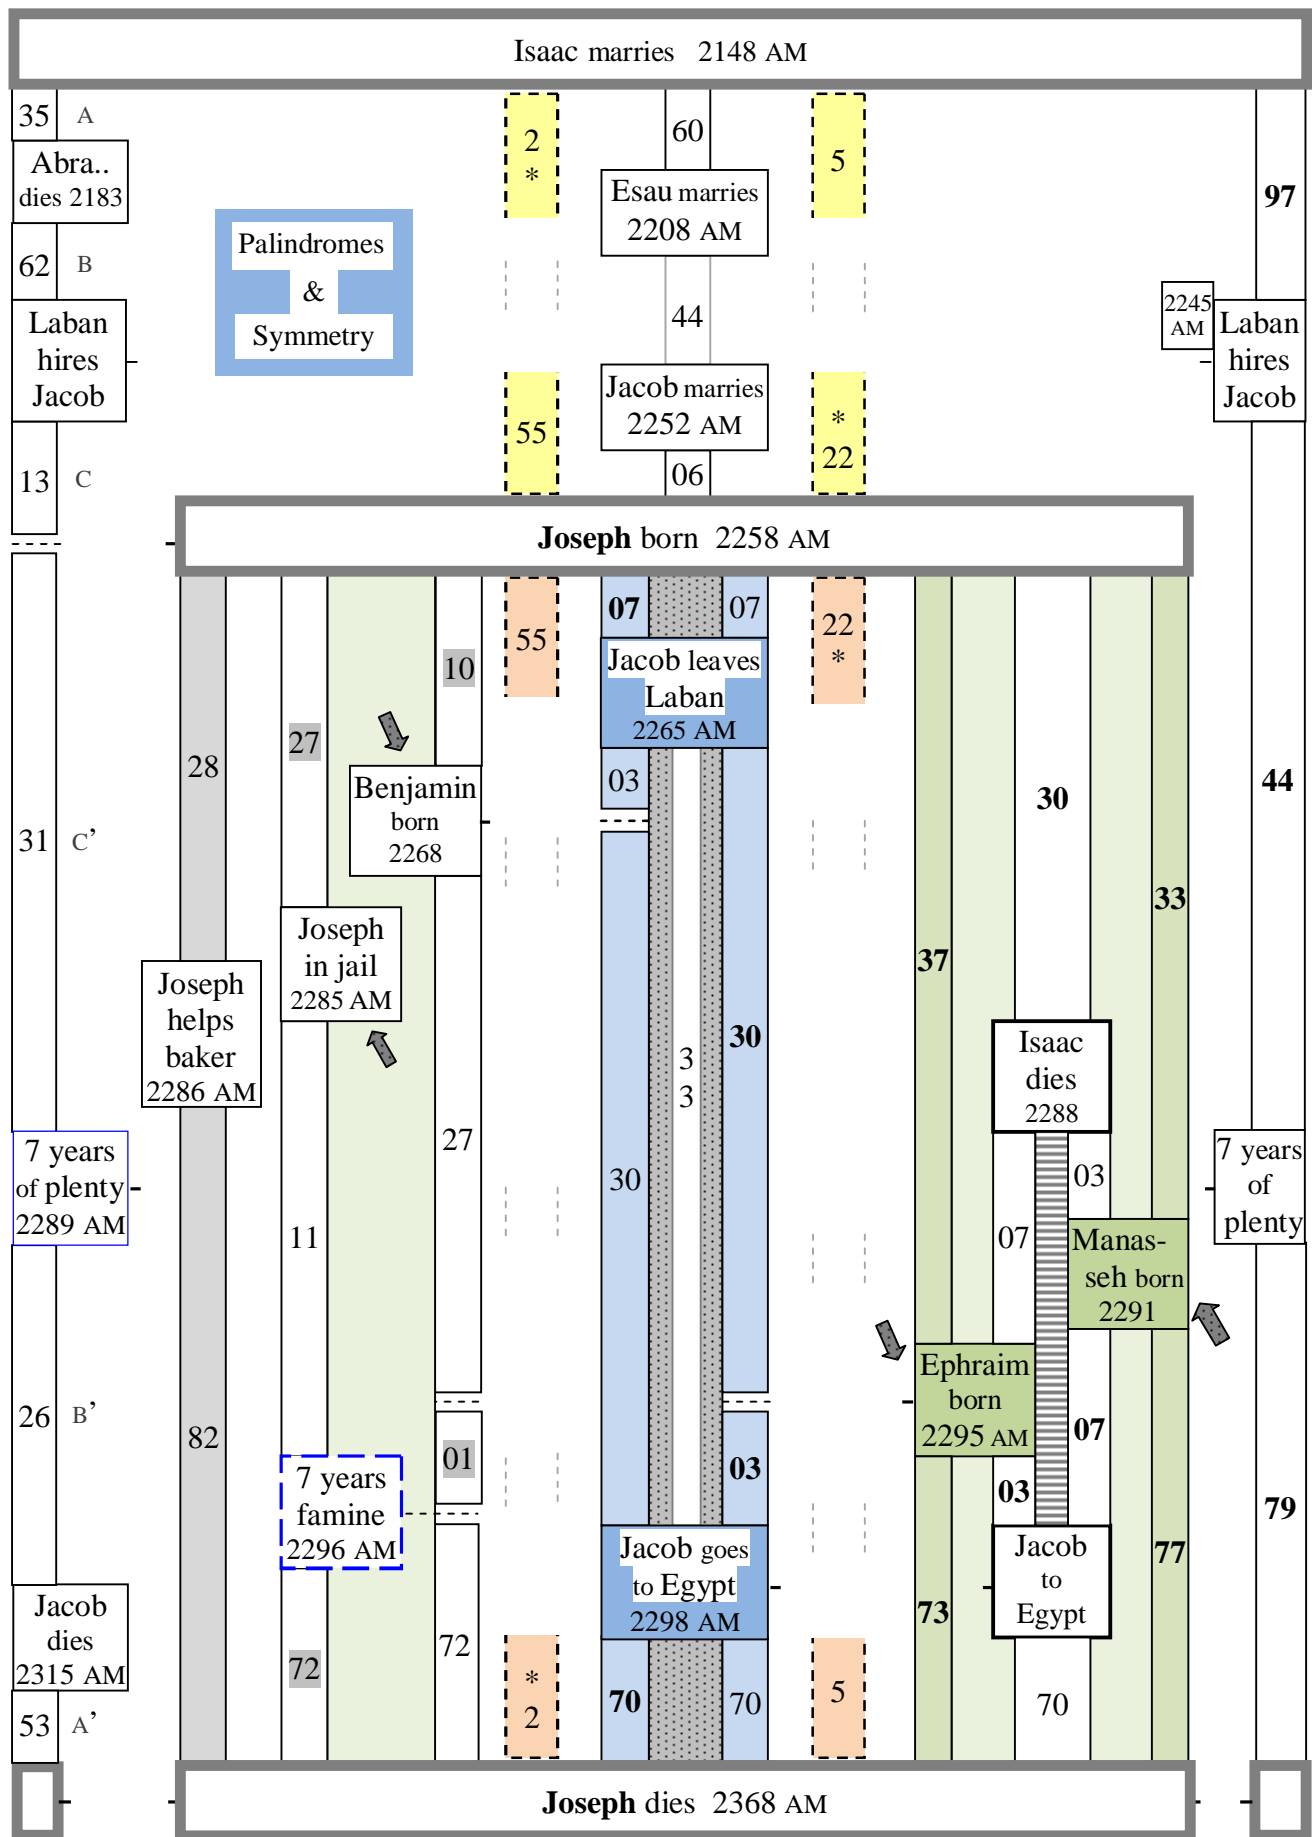 Isaac marries 2148 AM
35 A
2
*
60
5
Abra..
dies 2183
Esau marries
2208 AM
97
Palindromes
&
Symmetry
62 B
Laban
hires
Jacob
44
2245
AM
Laban
hires
Jacob
Jacob marries
2252 AM
55
*
22
13 C
06
Joseph born 2258 AM
07
07
55
22
*
10
Jacob leaves
Laban
2265 AM
27
28
03
Benjamin
born
2268
30
44
31 C’
33
Joseph
in jail
2285 AM
37
Joseph
helps
baker
2286 AM
30
3
3
Isaac
dies
2288
7 years
of plenty
2289 AM
27
30
03
7 years
of
plenty
11
07
Manas-
seh born
2291
Ephraim
born
2295 AM
26 B’
82
01
03
07
03
7 years
famine
2296 AM
79
Jacob goes
to Egypt
2298 AM
Jacob
to
Egypt
77
73
Jacob
dies
2315 AM
72
72
*
2
70
70
5
70
53 A’
Joseph dies 2368 AM